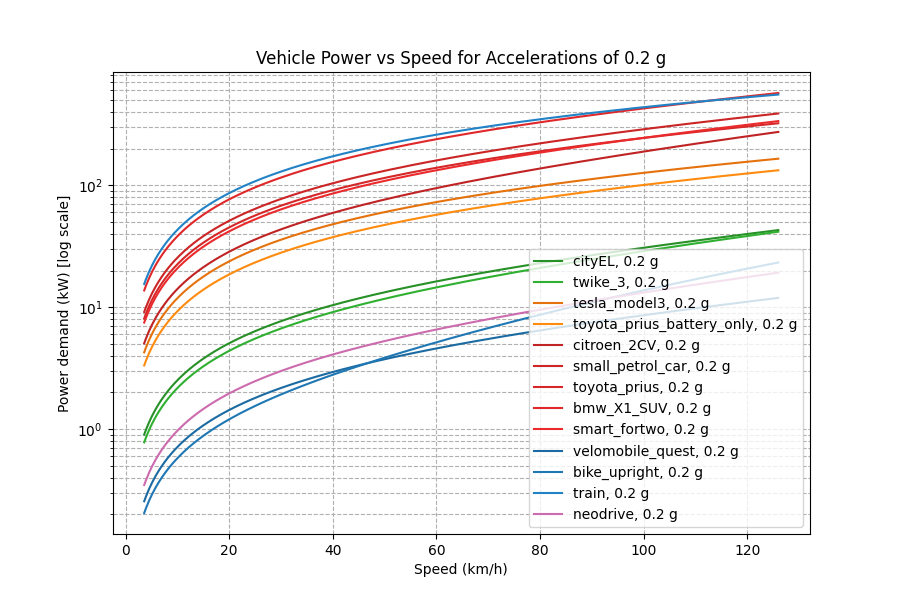 Vehicle Power vs Speed for Accelerations of 0.2 g
Power demand (kW) [log scale]
10²
10¹
10⁰
cityEL, 0.2 g
twike_3, 0.2 g
tesla_model3, 0.2 g
toyota_prius_battery_only, 0.2 g
citroen_2CV, 0.2 g
small_petrol_car, 0.2 g
toyota_prius, 0.2 g
bmw_X1_SUV, 0.2 g
smart_fortwo, 0.2 g
velomobile_quest, 0.2 g
bike_upright, 0.2 g
train, 0.2 g
neodrive, 0.2 g
0 20 40 60 80 100 120
Speed (km/h)